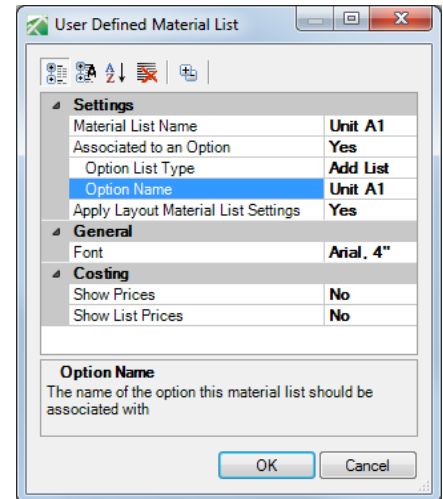 User Defined Material List
Settings
Material List Name Unit A1
Associated to an Option Yes
Option List Type Add List
Option Name Unit A1
Apply Layout Material List Settings Yes
General
Font Arial, 4"
Costing
Show Prices No
Show List Prices No
Option Name
The name of the option this material list should be
associated with
OK Cancel